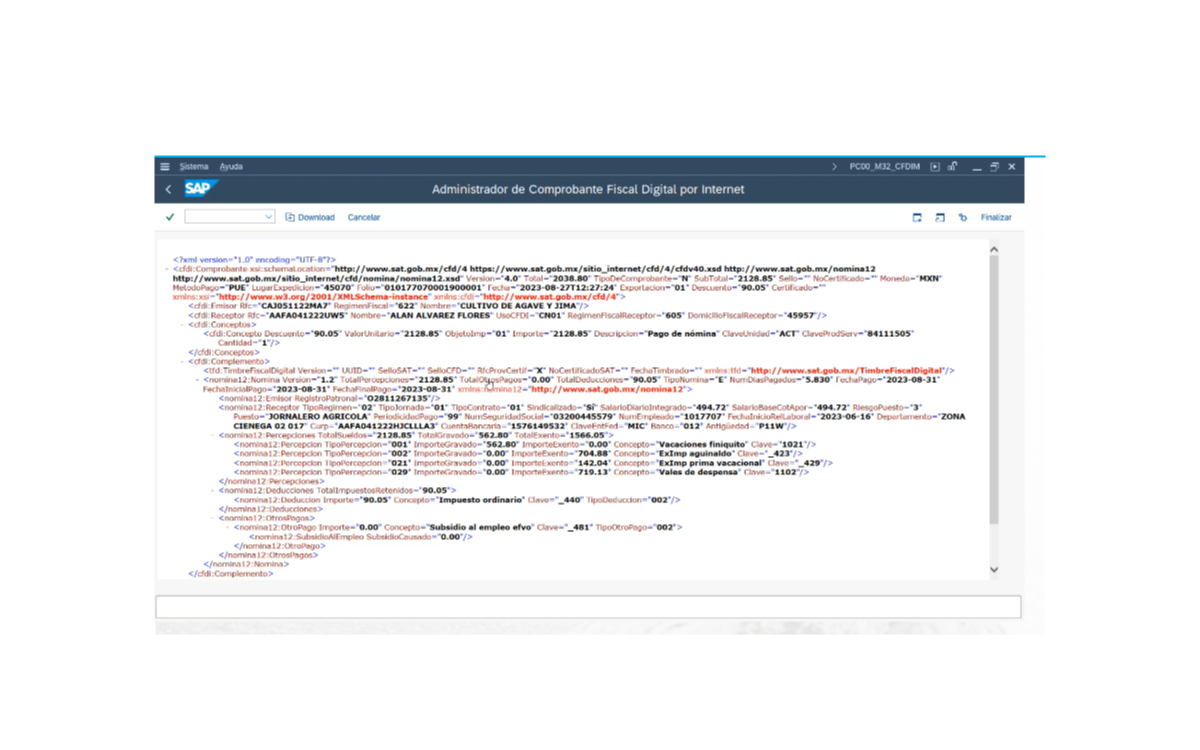 Sistema Ayuda PC00_M32_CFDIM
SAP Administrador de Comprobante Fiscal Digital por Internet
Download Cancelar Finalizar
<?xml version="1.0" encoding="UTF-8"?>
- <cfdi:Comprobante xsi:schemaLocation="http://www.sat.gob.mx/cfd/4 https://www.sat.gob.mx/sitio_internet/cfd/4/cfdv40.xsd http://www.sat.gob.mx/nomina12
http://www.sat.gob.mx/sitio_internet/cfd/nomina/nomina12.xsd" Version="4.0" Total="2038.80" TipoDeComprobante="N" SubTotal="2128.85" Sello="" NoCertificado="" Moneda="MXN"
MetodoPago="PUE" LugarExpedicion="45070" Folio="010177070001900001" Fecha="2023-08-27T12:27:24" Exportacion="01" Descuento="90.05" Certificado=""
xmlns:xsi="http://www.w3.org/2001/XMLSchema-instance" xmlns:cfdi="http://www.sat.gob.mx/cfd/4">
<cfdi:Emisor Rfc="CAJ051122MA7" RegimenFiscal="622" Nombre="CULTIVO DE AGAVE Y JIMA"/>
<cfdi:Receptor Rfc="AAFA041222UW5" Nombre="ALAN ALVAREZ FLORES" UsoCFDI="CN01" RegimenFiscalReceptor="605" DomicilioFiscalReceptor="45957"/>
- <cfdi:Conceptos>
<cfdi:Concepto Descuento="90.05" ValorUnitario="2128.85" ObjetoImp="01" Importe="2128.85" Descripcion="Pago de nómina" ClaveUnidad="ACT" ClaveProdServ="84111505"
Cantidad="1"/>
</cfdi:Conceptos>
- <cfdi:Complemento>
<tfd:TimbreFiscalDigital Version="" UUID="" SelloSAT="" SelloCFD="" RfcProvCertif="X" NoCertificadoSAT="" FechaTimbrado="" xmlns:tfd="http://www.sat.gob.mx/TimbreFiscalDigital"/>
- <nomina12:Nomina Version="1.2" TotalPercepciones="2128.85" TotalOtrosPagos="0.00" TotalDeducciones="90.05" TipoNomina="E" NumDiasPagados="5.830" FechaPago="2023-08-31"
FechaInicialPago="2023-08-31" FechaFinalPago="2023-08-31" xmlns:nomina12="http://www.sat.gob.mx/nomina12">
<nomina12:Emisor RegistroPatronal="O2811267135"/>
<nomina12:Receptor TipoRegimen="02" TipoJornada="01" TipoContrato="01" Sindicalizado="Sí" SalarioDiarioIntegrado="494.72" SalarioBaseCotApor="494.72" RiesgoPuesto="3"
Puesto="JORNALERO AGRICOLA" PeriodicidadPago="99" NumSeguridadSocial="03200445579" NumEmpleado="1017707" FechaInicioRelLaboral="2023-06-16" Departamento="ZONA
CIENEGA 02 017" Curp="AAFA041222HJCLLLA3" CuentaBancaria="1576149532" ClaveEntFed="MIC" Banco="012" Antigüedad="P11W"/>
- <nomina12:Percepciones TotalSueldos="2128.85" TotalGravado="562.80" TotalExento="1566.05">
<nomina12:Percepcion TipoPercepcion="001" ImporteGravado="562.80" ImporteExento="0.00" Concepto="Vacaciones finiquito" Clave="1021"/>
<nomina12:Percepcion TipoPercepcion="002" ImporteGravado="0.00" ImporteExento="704.88" Concepto="ExImp aguinaldo" Clave="_423"/>
<nomina12:Percepcion TipoPercepcion="021" ImporteGravado="0.00" ImporteExento="142.04" Concepto="ExImp prima vacacional" Clave="_429"/>
<nomina12:Percepcion TipoPercepcion="029" ImporteGravado="0.00" ImporteExento="719.13" Concepto="Vales de despensa" Clave="1102"/>
</nomina12:Percepciones>
- <nomina12:Deducciones TotalImpuestosRetenidos="90.05">
<nomina12:Deduccion Importe="90.05" Concepto="Impuesto ordinario" Clave="_440" TipoDeduccion="002"/>
</nomina12:Deducciones>
- <nomina12:OtrosPagos>
- <nomina12:OtroPago Importe="0.00" Concepto="Subsidio al empleo efvo" Clave="_481" TipoOtroPago="002">
<nomina12:SubsidioAlEmpleo SubsidioCausado="0.00"/>
</nomina12:OtroPago>
</nomina12:OtrosPagos>
</nomina12:Nomina>
</cfdi:Complemento>